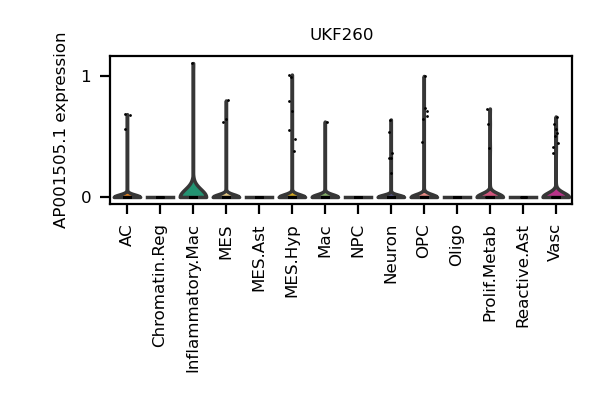 UKF260
AP001505.1 expression
1
0
AC
Chromatin.Reg
Inflammatory.Mac
MES
MES.Ast
MES.Hyp
Mac
NPC
Neuron
OPC
Oligo
Prolif.Metab
Reactive.Ast
Vasc